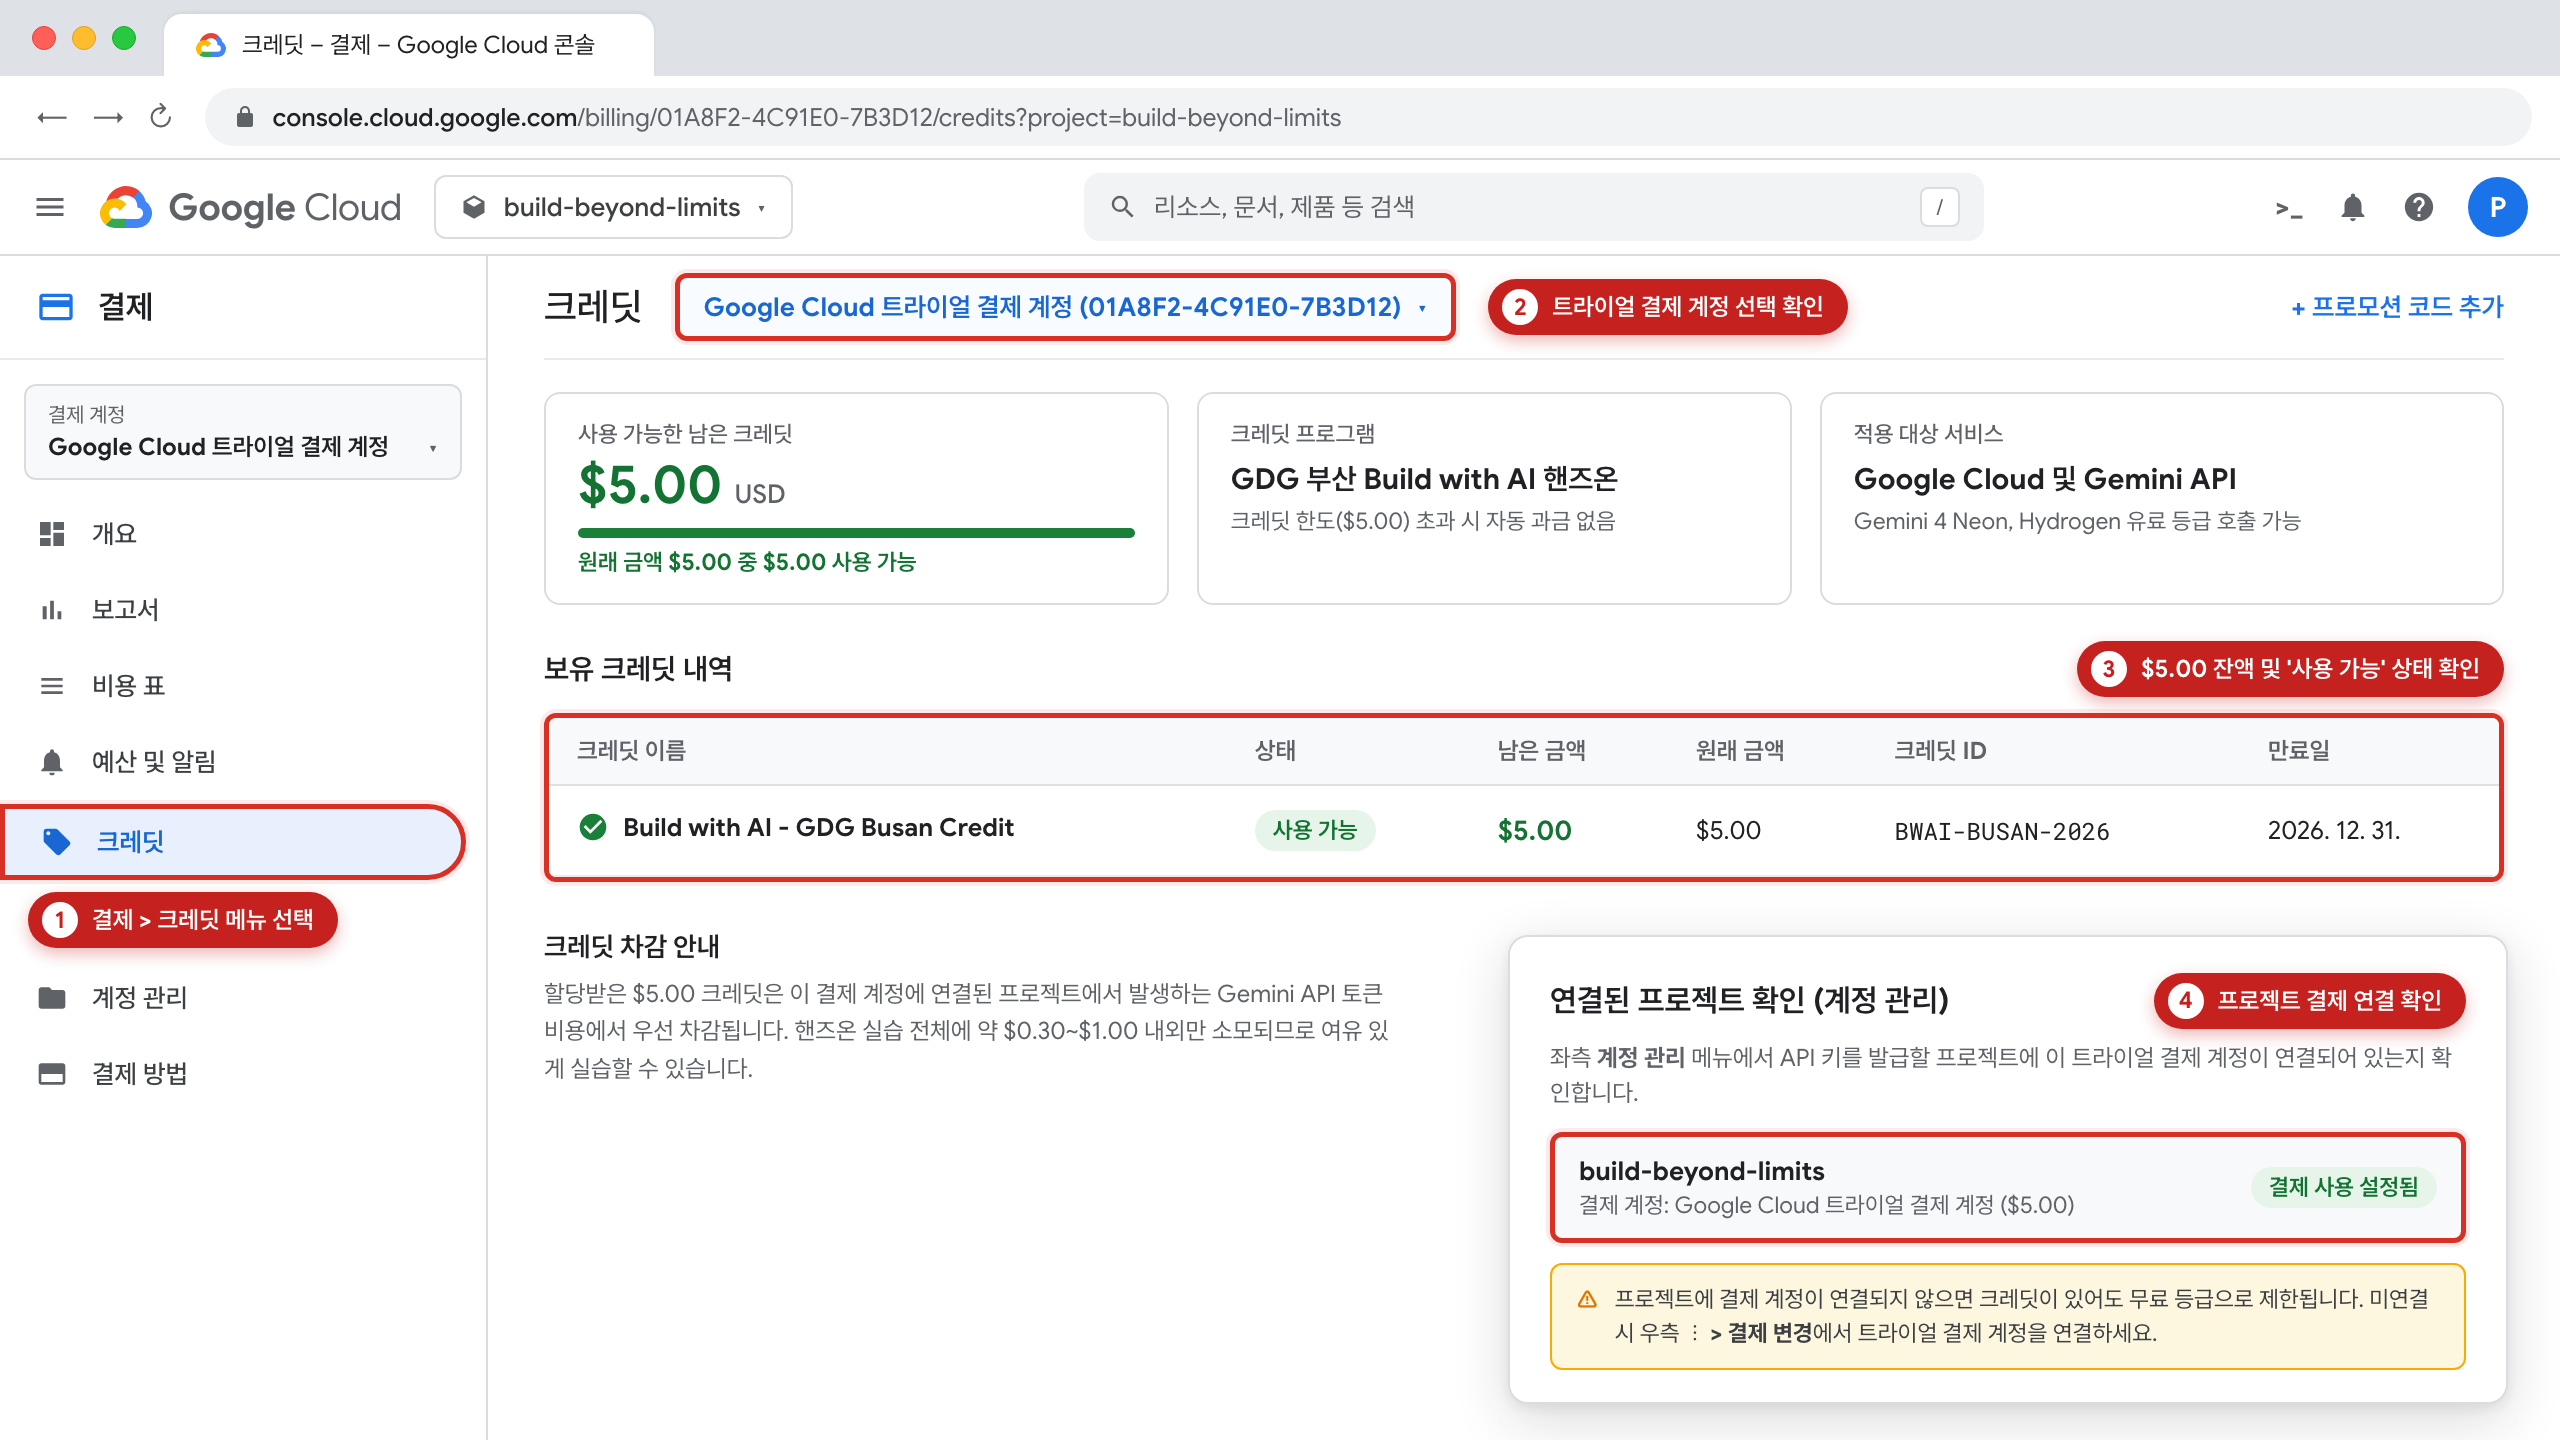 크레딧 – 결제 – Google Cloud 콘솔
console.cloud.google.com/billing/01A8F2-4C91E0-7B3D12/credits?project=build-beyond-limits
Google Cloud
build-beyond-limits
리소스, 문서, 제품 등 검색
/
>_
?
P
결제
결제 계정
Google Cloud 트라이얼 결제 계정
개요
보고서
비용 표
예산 및 알림
크레딧
1 결제 > 크레딧 메뉴 선택
계정 관리
결제 방법
크레딧
Google Cloud 트라이얼 결제 계정 (01A8F2-4C91E0-7B3D12)
2 트라이얼 결제 계정 선택 확인
+ 프로모션 코드 추가
사용 가능한 남은 크레딧
$5.00 USD
원래 금액 $5.00 중 $5.00 사용 가능
크레딧 프로그램
GDG 부산 Build with AI 핸즈온
크레딧 한도($5.00) 초과 시 자동 과금 없음
적용 대상 서비스
Google Cloud 및 Gemini API
Gemini 4 Neon, Hydrogen 유료 등급 호출 가능
보유 크레딧 내역
3 $5.00 잔액 및 '사용 가능' 상태 확인
크레딧 이름 상태 남은 금액 원래 금액 크레딧 ID 만료일
Build with AI - GDG Busan Credit 사용 가능 $5.00 $5.00 BWAI-BUSAN-2026 2026. 12. 31.
크레딧 차감 안내
할당받은 $5.00 크레딧은 이 결제 계정에 연결된 프로젝트에서 발생하는 Gemini API 토큰
비용에서 우선 차감됩니다. 핸즈온 실습 전체에 약 $0.30~$1.00 내외만 소모되므로 여유 있
게 실습할 수 있습니다.
연결된 프로젝트 확인 (계정 관리)
4 프로젝트 결제 연결 확인
좌측 계정 관리 메뉴에서 API 키를 발급할 프로젝트에 이 트라이얼 결제 계정이 연결되어 있는지 확
인합니다.
build-beyond-limits
결제 계정: Google Cloud 트라이얼 결제 계정 ($5.00)
결제 사용 설정됨
프로젝트에 결제 계정이 연결되지 않으면 크레딧이 있어도 무료 등급으로 제한됩니다. 미연결
시 우측 ⋮ > 결제 변경에서 트라이얼 결제 계정을 연결하세요.